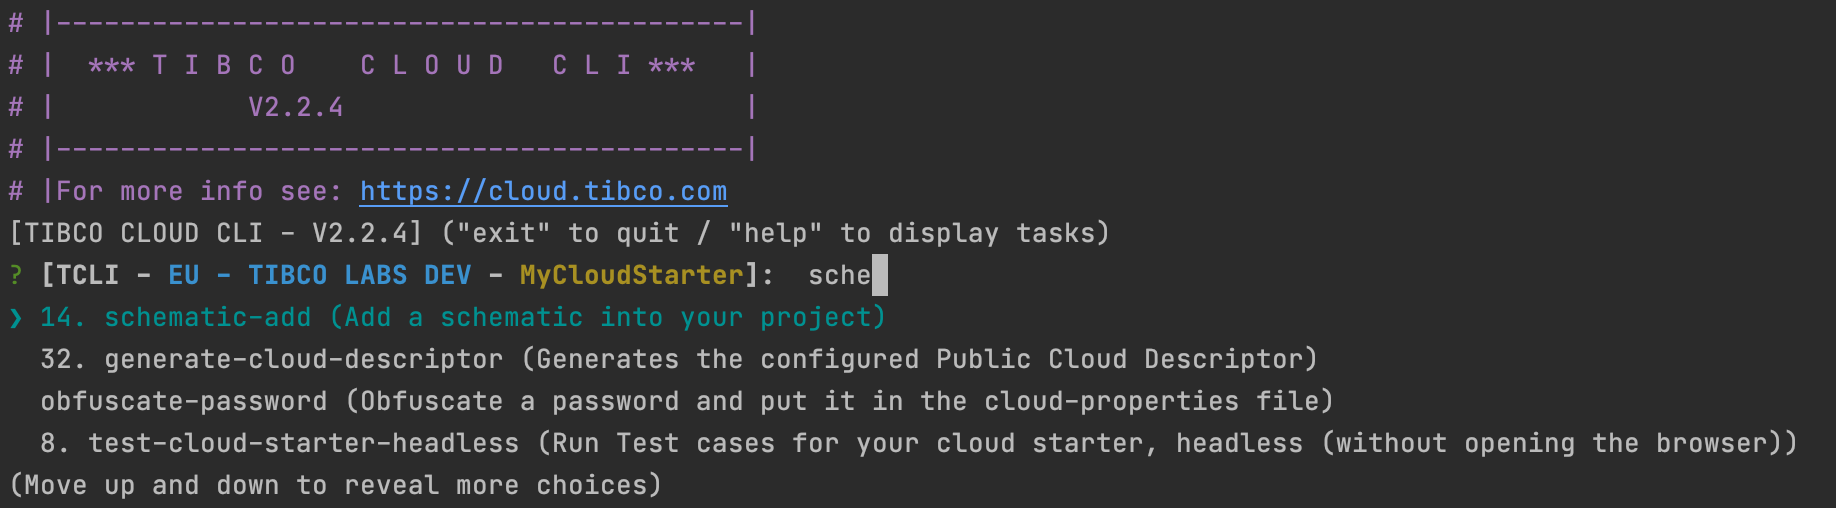 # |-------------------------------------------|
# |  *** T I B C O    C L O U D   C L I ***   |
# |            V2.2.4                         |
# |-------------------------------------------|
# |For more info see: https://cloud.tibco.com
[TIBCO CLOUD CLI - V2.2.4] ("exit" to quit / "help" to display tasks)
? [TCLI - EU - TIBCO LABS DEV - MyCloudStarter]:  sche
❯ 14. schematic-add (Add a schematic into your project)
  32. generate-cloud-descriptor (Generates the configured Public Cloud Descriptor)
  obfuscate-password (Obfuscate a password and put it in the cloud-properties file)
  8. test-cloud-starter-headless (Run Test cases for your cloud starter, headless (without opening the browser))
(Move up and down to reveal more choices)